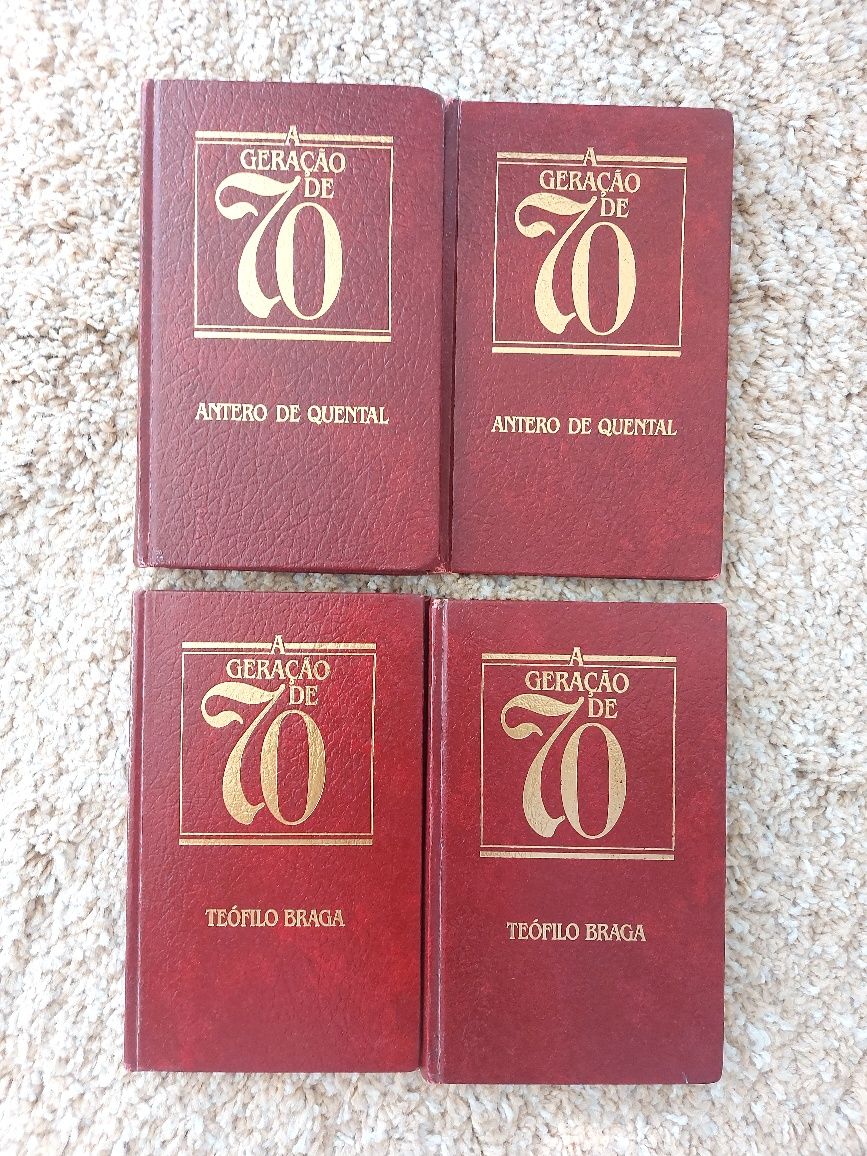 A
GERAÇÃO
DE
70
ANTERO DE QUENTAL
A
GERAÇÃO
DE
70
ANTERO DE QUENTAL
A
GERAÇÃO
DE
70
TEÓFILO BRAGA
A
GERAÇÃO
DE
70
TEÓFILO BRAGA